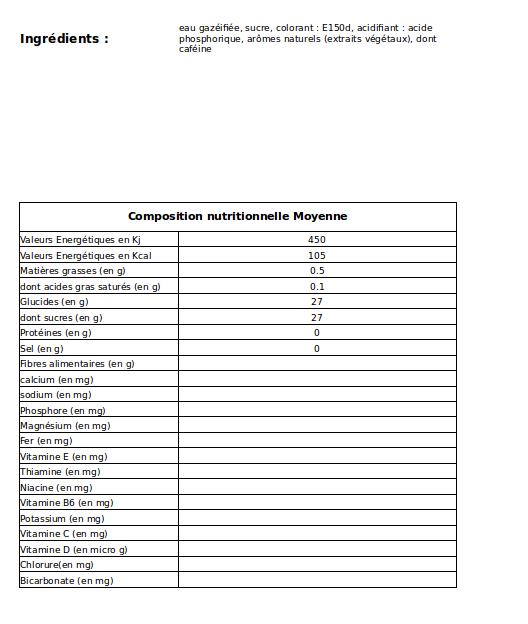 Ingrédients :
eau gazéifiée, sucre, colorant : E150d, acidifiant : acide
phosphorique, arômes naturels (extraits végétaux), dont
caféine
Composition nutritionnelle Moyenne
Valeurs Energétiques en Kj 450
Valeurs Energétiques en Kcal 105
Matières grasses (en g) 0.5
dont acides gras saturés (en g) 0.1
Glucides (en g) 27
dont sucres (en g) 27
Protéines (en g) 0
Sel (en g) 0
Fibres alimentaires (en g)
calcium (en mg)
sodium (en mg)
Phosphore (en mg)
Magnésium (en mg)
Fer (en mg)
Vitamine E (en mg)
Thiamine (en mg)
Niacine (en mg)
Vitamine B6 (en mg)
Potassium (en mg)
Vitamine C (en mg)
Vitamine D (en micro g)
Chlorure(en mg)
Bicarbonate (en mg)